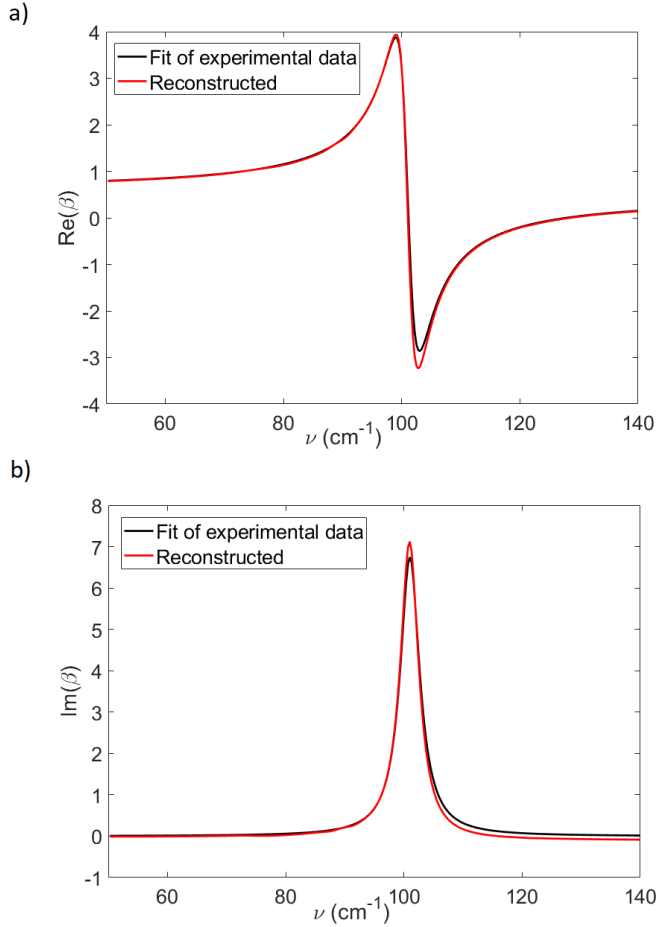 a)
4
3
2
1
0
-1
-2
-3
-4
Re(β)
Fit of experimental data
Reconstructed
60
80
100
120
140
ν (cm⁻¹)
b)
8
7
6
5
4
3
2
1
0
-1
Im(β)
Fit of experimental data
Reconstructed
60
80
100
120
140
ν (cm⁻¹)